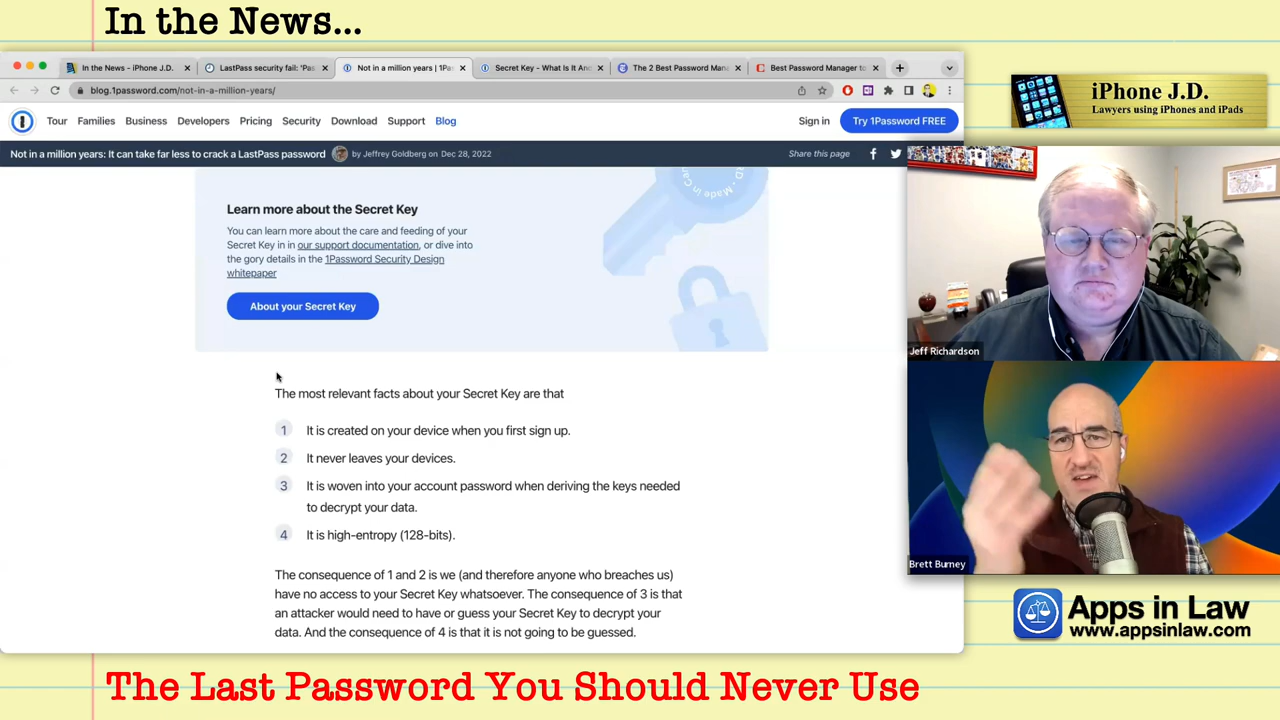 In the News...
In the News – iPhone J.D.
LastPass security fail: 'Pas
Not in a million years | 1Pas
Secret Key – What Is It And
The 2 Best Password Mana
Best Password Manager to
blog.1password.com/not-in-a-million-years/
Tour Families Business Developers Pricing Security Download Support Blog
Sign in
Try 1Password FREE
Not in a million years: It can take far less to crack a LastPass password
by Jeffrey Goldberg on Dec 28, 2022
Share this page
Made in Can
Learn more about the Secret Key
You can learn more about the care and feeding of your
Secret Key in in our support documentation, or dive into
the gory details in the 1Password Security Design
whitepaper
About your Secret Key
The most relevant facts about your Secret Key are that
1 It is created on your device when you first sign up.
2 It never leaves your devices.
3 It is woven into your account password when deriving the keys needed
to decrypt your data.
4 It is high-entropy (128-bits).
The consequence of 1 and 2 is we (and therefore anyone who breaches us)
have no access to your Secret Key whatsoever. The consequence of 3 is that
an attacker would need to have or guess your Secret Key to decrypt your
data. And the consequence of 4 is that it is not going to be guessed.
iPhone J.D.
Lawyers using iPhones and iPads
Jeff Richardson
Brett Burney
Apps in Law
www.appsinlaw.com
The Last Password You Should Never Use